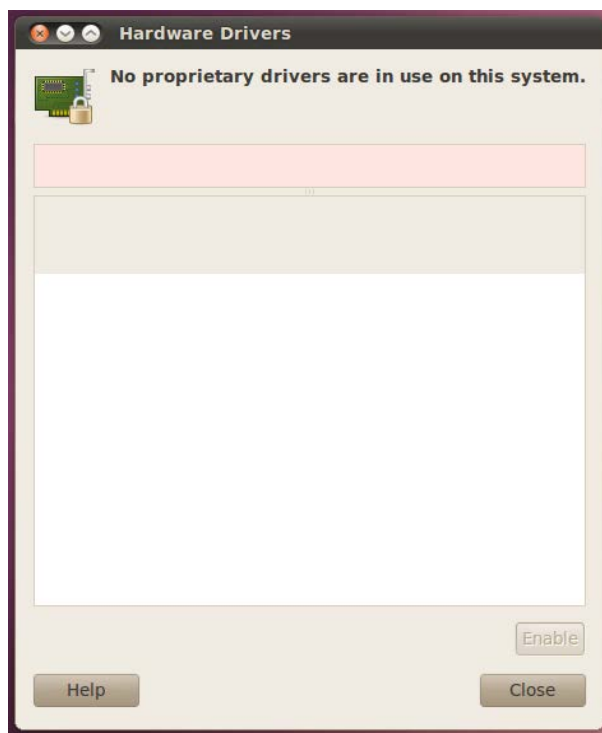 Hardware Drivers
No proprietary drivers are in use on this system.
Enable
Help
Close